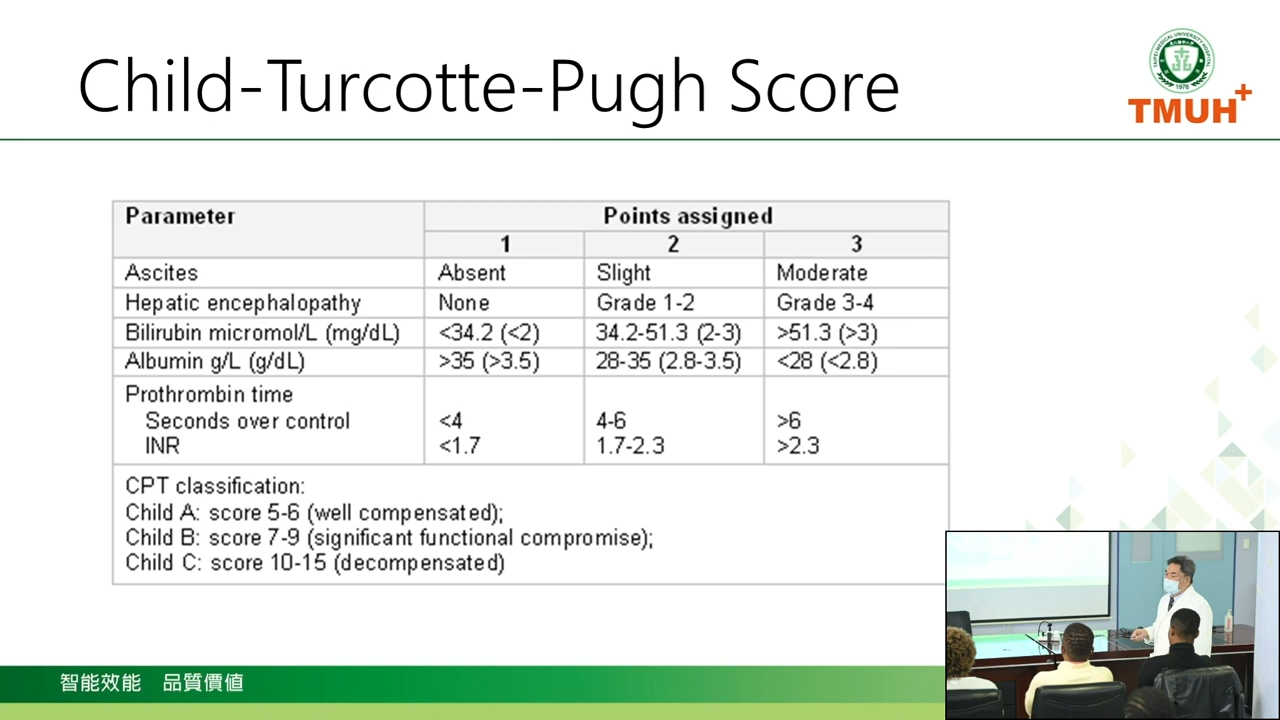 Child-Turcotte-Pugh Score
TAIPEI MEDICAL UNIVERSITY HOSPITAL
1976
TMUH+
Parameter Points assigned
1 2 3
Ascites Absent Slight Moderate
Hepatic encephalopathy None Grade 1-2 Grade 3-4
Bilirubin micromol/L (mg/dL) <34.2 (<2) 34.2-51.3 (2-3) >51.3 (>3)
Albumin g/L (g/dL) >35 (>3.5) 28-35 (2.8-3.5) <28 (<2.8)
Prothrombin time
Seconds over control <4 4-6 >6
INR <1.7 1.7-2.3 >2.3
CPT classification:
Child A: score 5-6 (well compensated);
Child B: score 7-9 (significant functional compromise);
Child C: score 10-15 (decompensated)
智能效能 品質價值